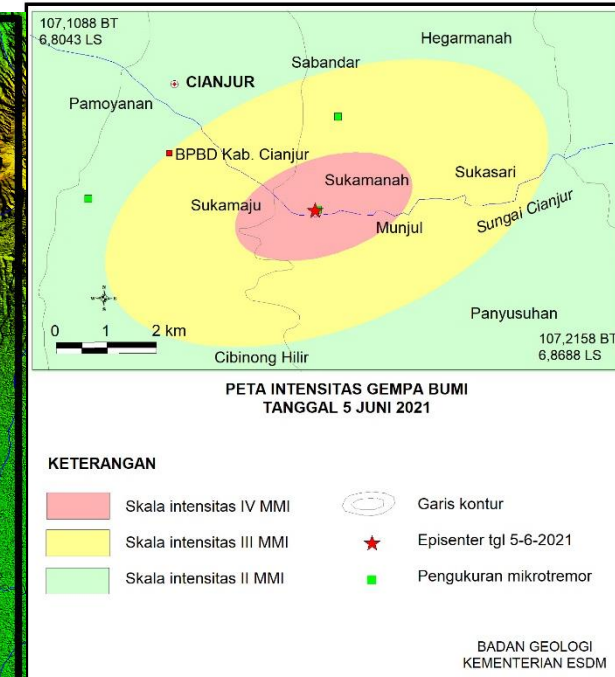 107,1088 BT
6,8043 LS
Hegarmanah
Sabandar
CIANJUR
Pamoyanan
BPBD Kab. Cianjur
Sukamanah
Sukasari
Sukamaju
Munjul
Sungai Cianjur
N
W
E
S
Panyusuhan
0 1 2 km
107,2158 BT
6,8688 LS
Cibinong Hilir
PETA INTENSITAS GEMPA BUMI
TANGGAL 5 JUNI 2021
KETERANGAN
Skala intensitas IV MMI
Garis kontur
Skala intensitas III MMI
Episenter tgl 5-6-2021
Skala intensitas II MMI
Pengukuran mikrotremor
BADAN GEOLOGI
KEMENTERIAN ESDM